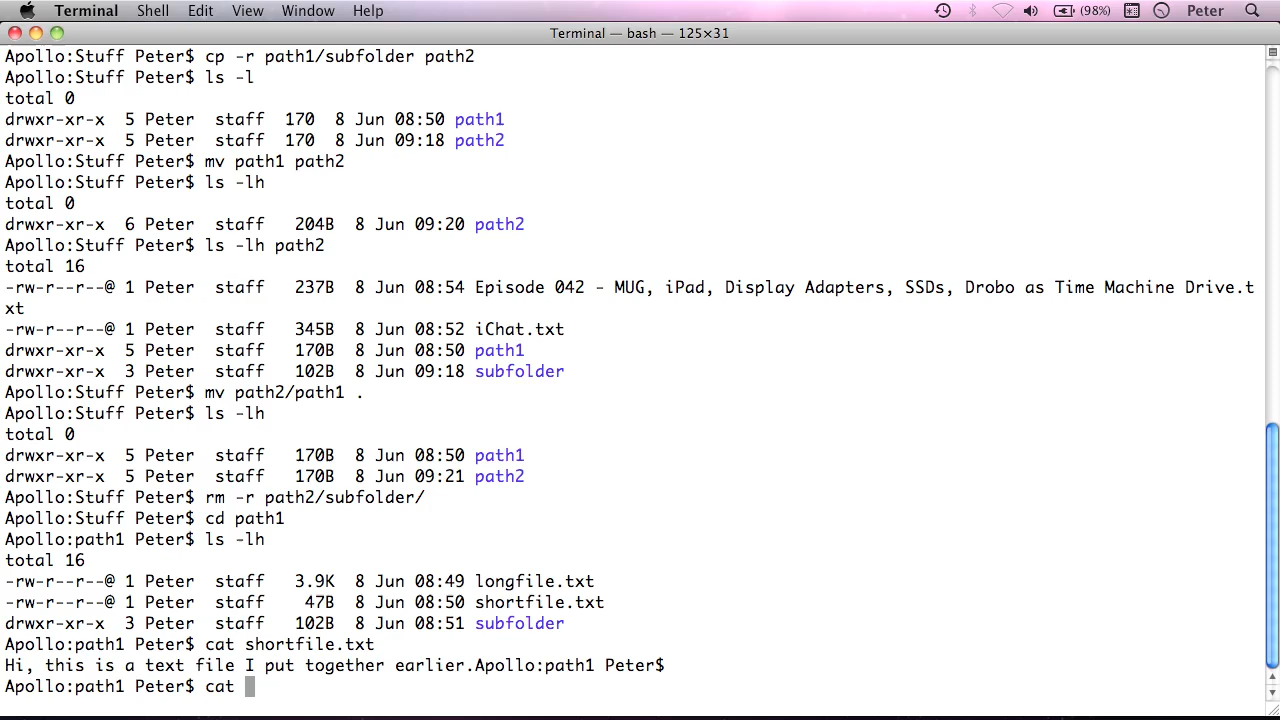 Terminal Shell Edit View Window Help (98%) Peter
Terminal — bash — 125×31
Apollo:Stuff Peter$ cp -r path1/subfolder path2
Apollo:Stuff Peter$ ls -l
total 0
drwxr-xr-x  5 Peter  staff  170  8 Jun 08:50 path1
drwxr-xr-x  5 Peter  staff  170  8 Jun 09:18 path2
Apollo:Stuff Peter$ mv path1 path2
Apollo:Stuff Peter$ ls -lh
total 0
drwxr-xr-x  6 Peter  staff   204B  8 Jun 09:20 path2
Apollo:Stuff Peter$ ls -lh path2
total 16
-rw-r--r--@ 1 Peter  staff   237B  8 Jun 08:54 Episode 042 - MUG, iPad, Display Adapters, SSDs, Drobo as Time Machine Drive.t
xt
-rw-r--r--@ 1 Peter  staff   345B  8 Jun 08:52 iChat.txt
drwxr-xr-x  5 Peter  staff   170B  8 Jun 08:50 path1
drwxr-xr-x  3 Peter  staff   102B  8 Jun 09:18 subfolder
Apollo:Stuff Peter$ mv path2/path1 .
Apollo:Stuff Peter$ ls -lh
total 0
drwxr-xr-x  5 Peter  staff   170B  8 Jun 08:50 path1
drwxr-xr-x  5 Peter  staff   170B  8 Jun 09:21 path2
Apollo:Stuff Peter$ rm -r path2/subfolder/
Apollo:Stuff Peter$ cd path1
Apollo:path1 Peter$ ls -lh
total 16
-rw-r--r--@ 1 Peter  staff   3.9K  8 Jun 08:49 longfile.txt
-rw-r--r--@ 1 Peter  staff    47B  8 Jun 08:50 shortfile.txt
drwxr-xr-x  3 Peter  staff   102B  8 Jun 08:51 subfolder
Apollo:path1 Peter$ cat shortfile.txt
Hi, this is a text file I put together earlier.Apollo:path1 Peter$
Apollo:path1 Peter$ cat